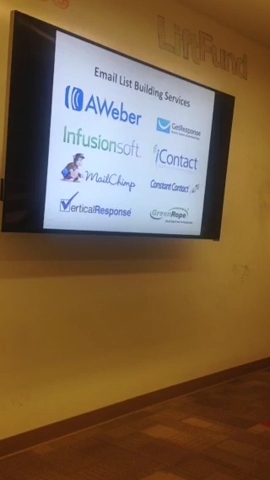 LiftFund
Email List Building Services
AWeber
GetResponse
Infusionsoft.
iContact
MailChimp
Constant Contact
VerticalResponse
GreenRope